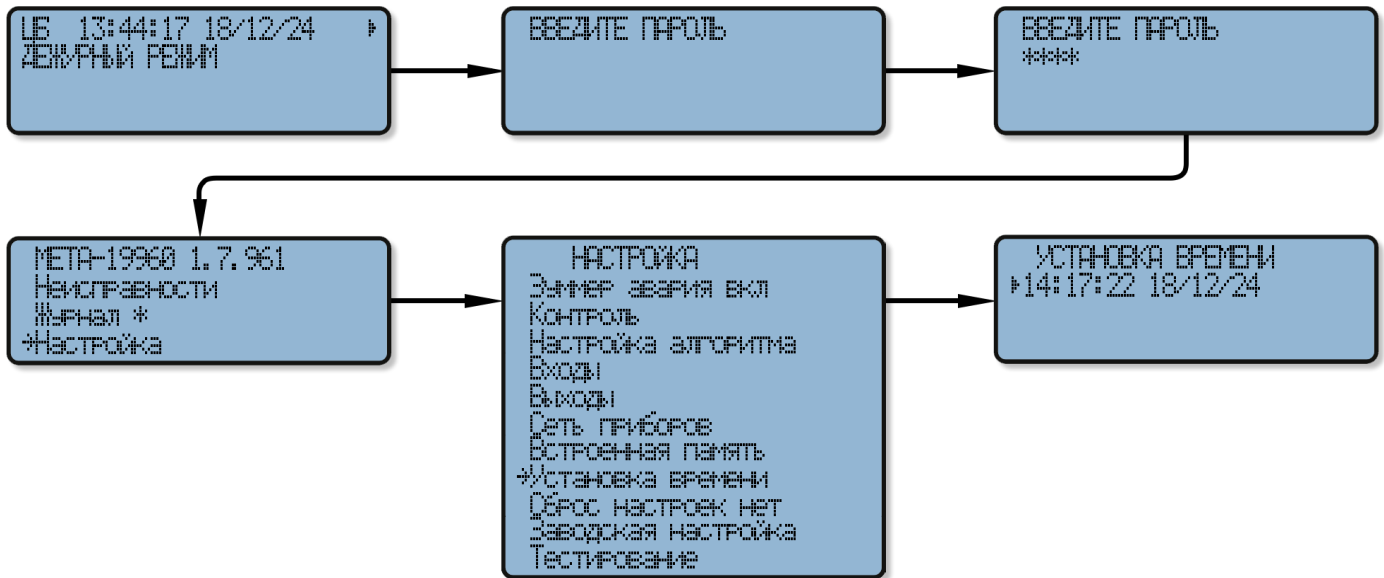 ЦБ 13:44:17 18/12/24
ДЕЖУРНЫЙ РЕЖИМ
ВВЕДИТЕ ПАРОЛЬ
ВВЕДИТЕ ПАРОЛЬ
****
МЕТА-19960 1.7.961
Неисправности
Журнал *
Настройка
НАСТРОЙКА
Зуммер авария вкл
Контроль
Настройка алгоритма
Входы
Выходы
Сеть приборов
Встроенная память
Установка времени
Сброс настроек нет
Заводская настройка
Тестирование
УСТАНОВКА ВРЕМЕНИ
14:17:22 18/12/24